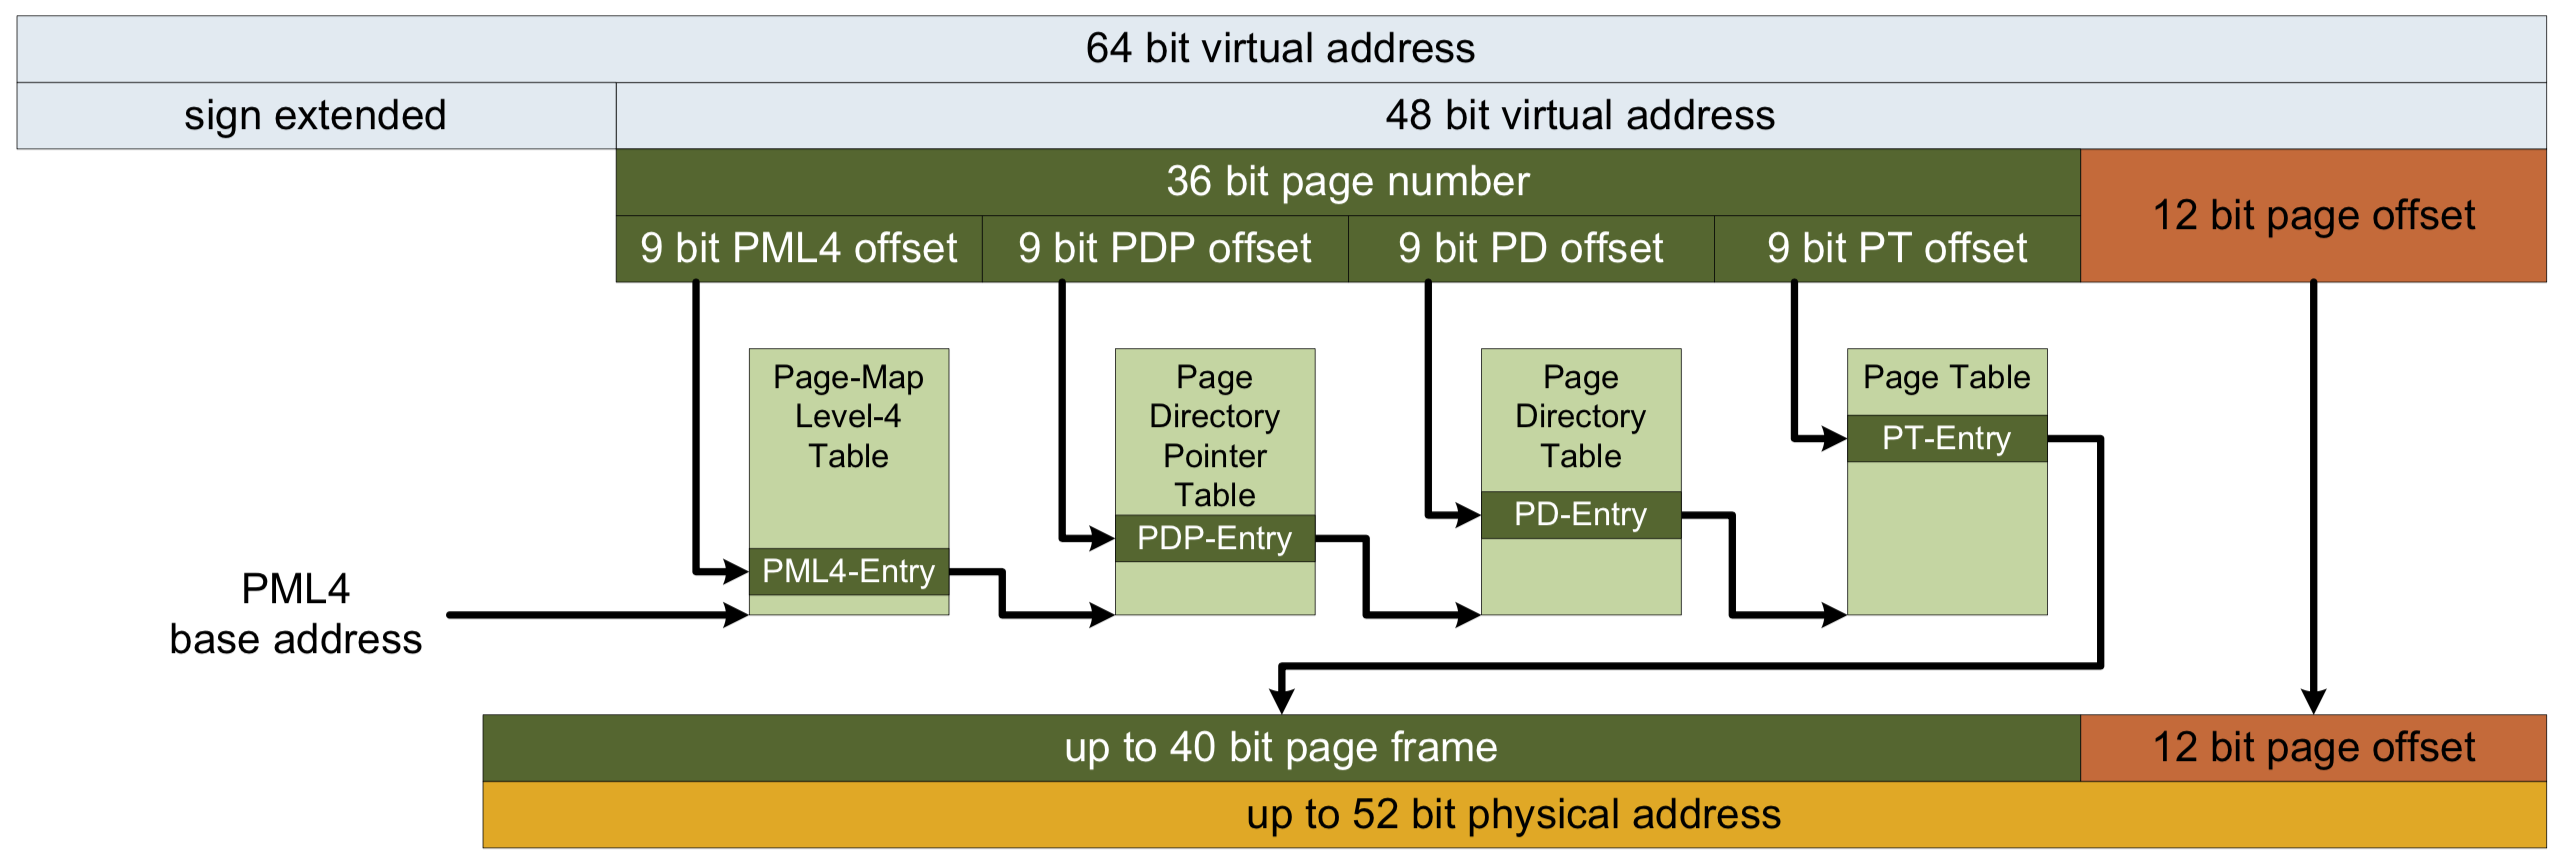 64 bit virtual address
sign extended
48 bit virtual address
36 bit page number
12 bit page offset
9 bit PML4 offset
9 bit PDP offset
9 bit PD offset
9 bit PT offset
Page-Map
Level-4
Table
PML4-Entry
Page
Directory
Pointer
Table
PDP-Entry
Page
Directory
Table
PD-Entry
Page Table
PT-Entry
PML4
base address
up to 40 bit page frame
12 bit page offset
up to 52 bit physical address